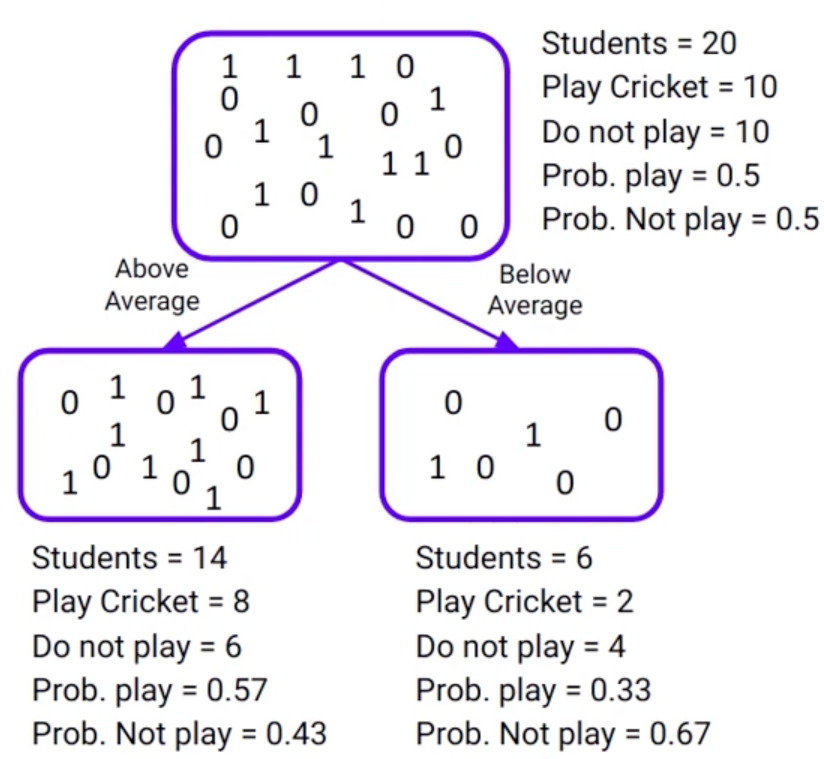 1 1 1 0
0 0 0 1
0 1 1 1 1 0
1 0 1
0 0 0
Students = 20
Play Cricket = 10
Do not play = 10
Prob. play = 0.5
Prob. Not play = 0.5
Above
Average
Below
Average
0 1 0 1 0 1
1 1
1 0 1 0 1 0
0
1
0
1 0 0
Students = 14
Play Cricket = 8
Do not play = 6
Prob. play = 0.57
Prob. Not play = 0.43
Students = 6
Play Cricket = 2
Do not play = 4
Prob. play = 0.33
Prob. Not play = 0.67